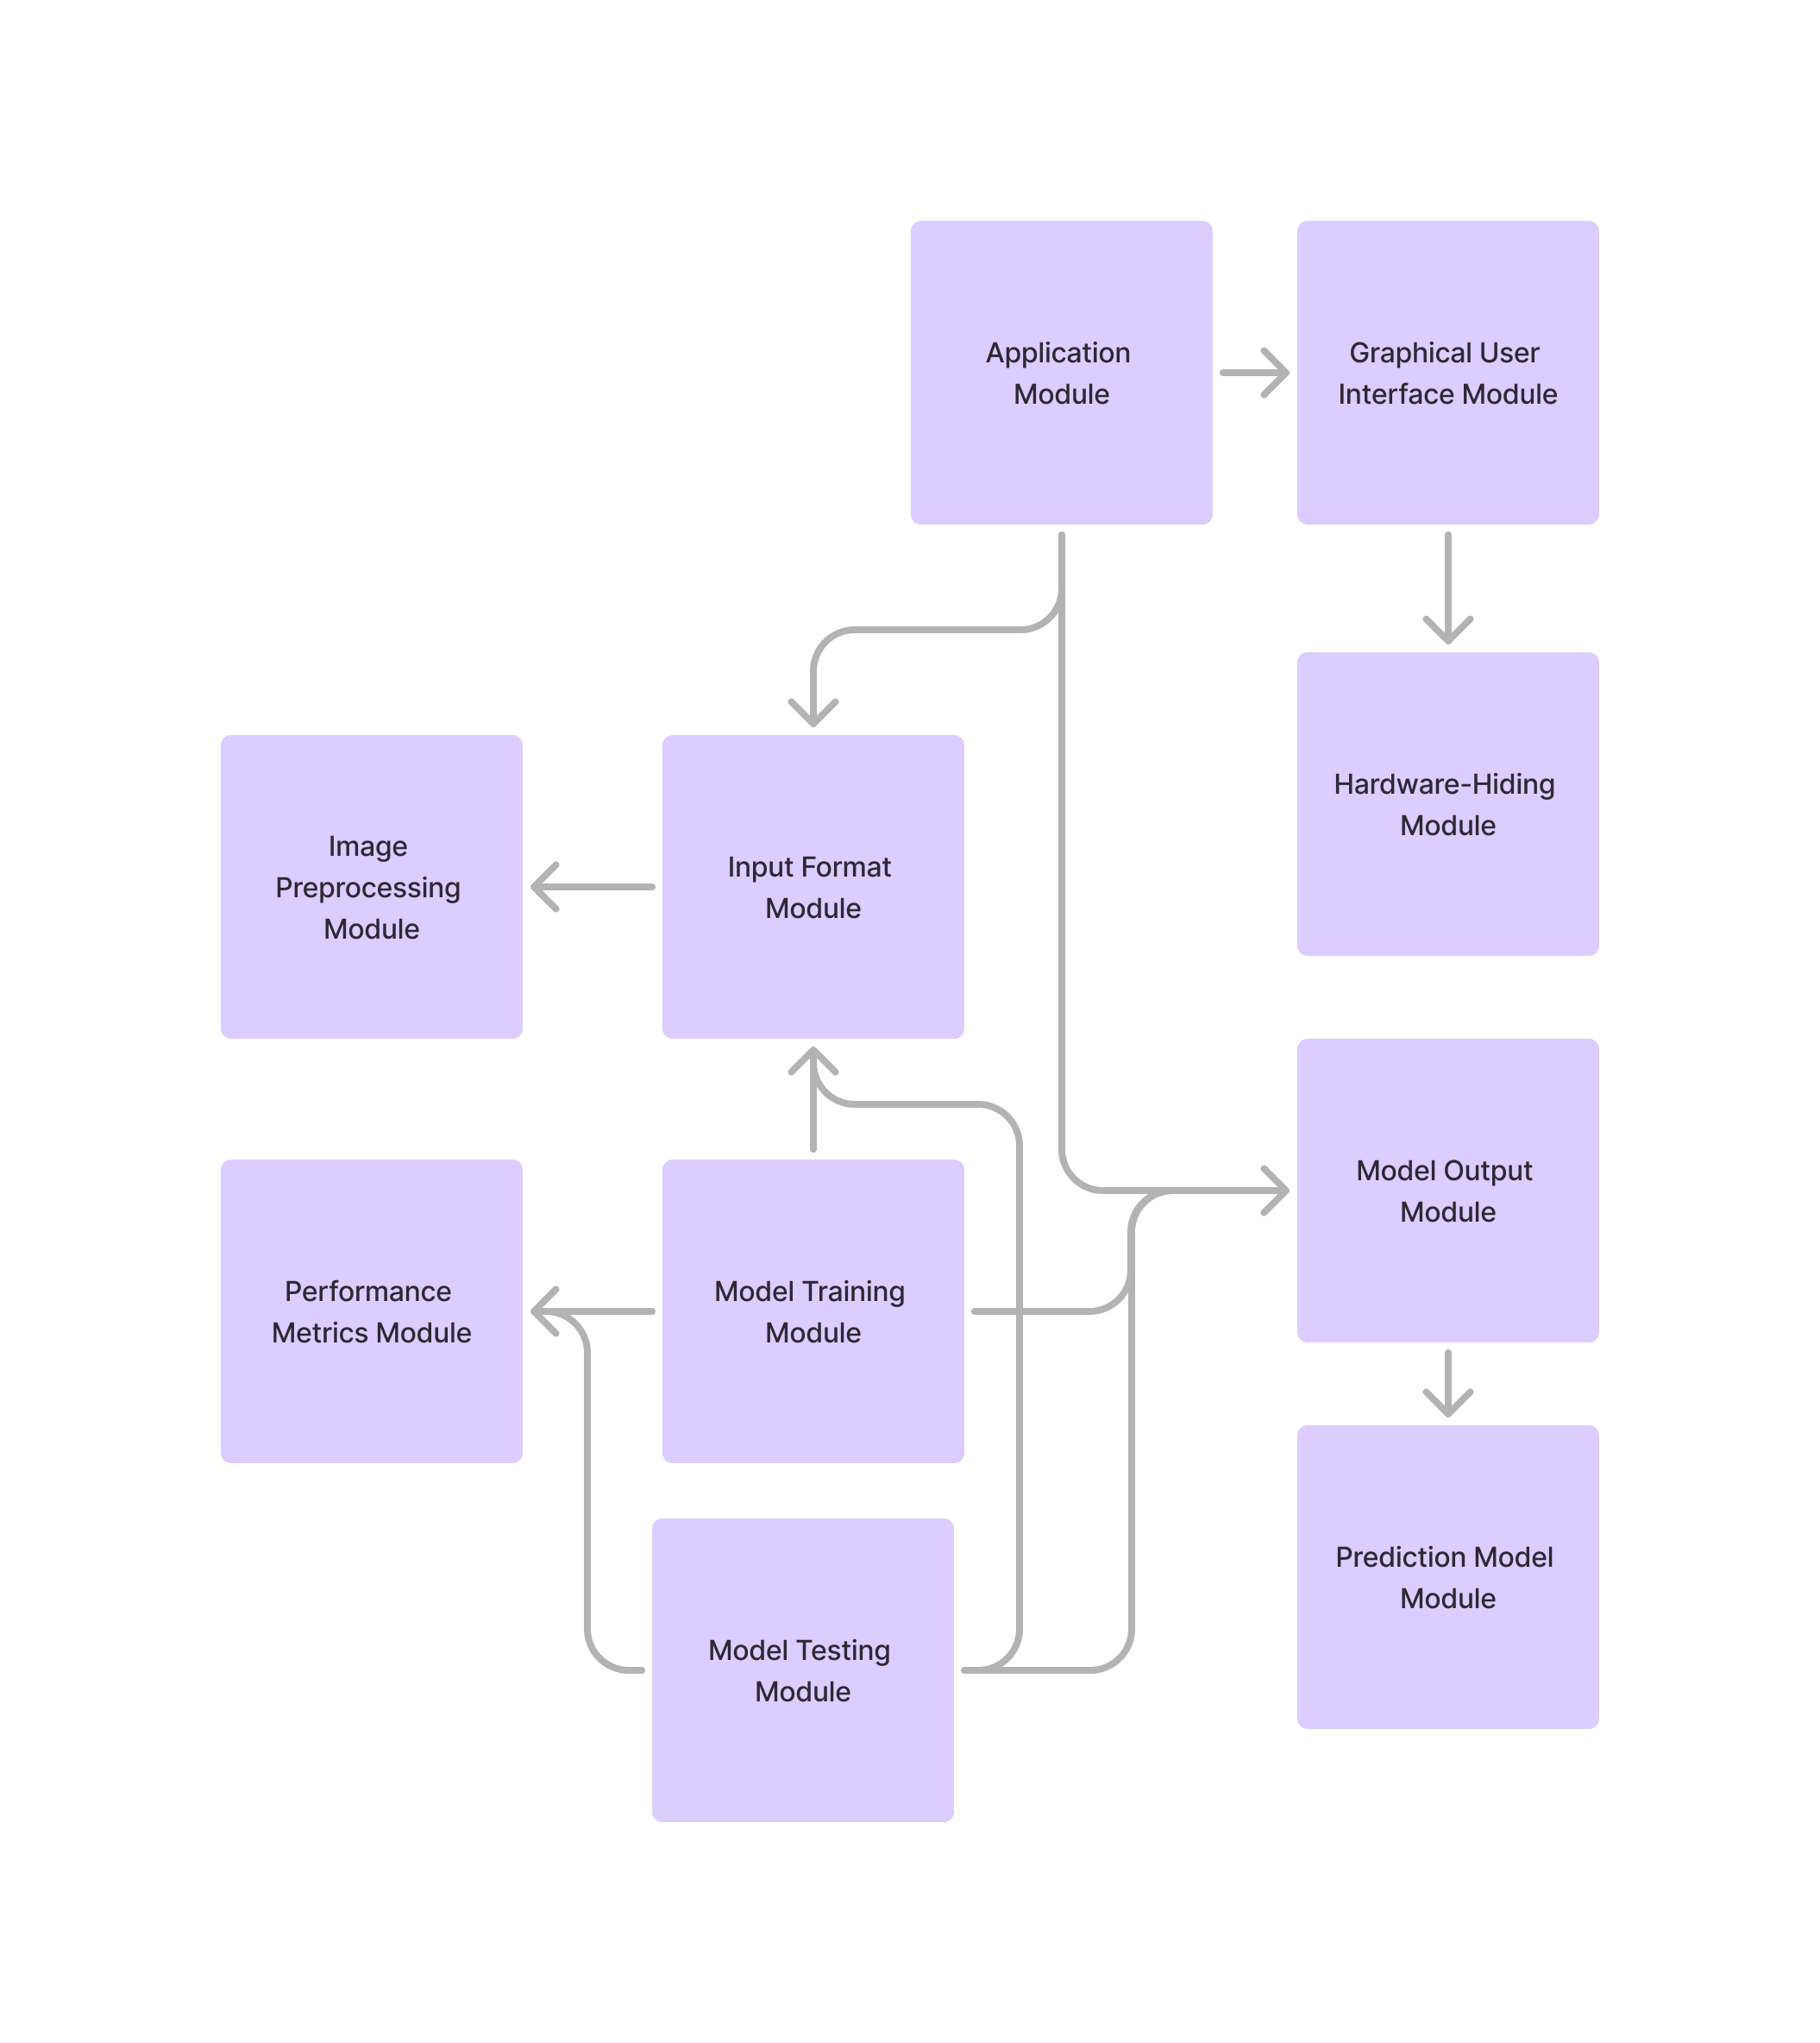 Application
Module
Graphical User
Interface Module
Hardware-Hiding
Module
Image
Preprocessing
Module
Input Format
Module
Model Output
Module
Performance
Metrics Module
Model Training
Module
Prediction Model
Module
Model Testing
Module